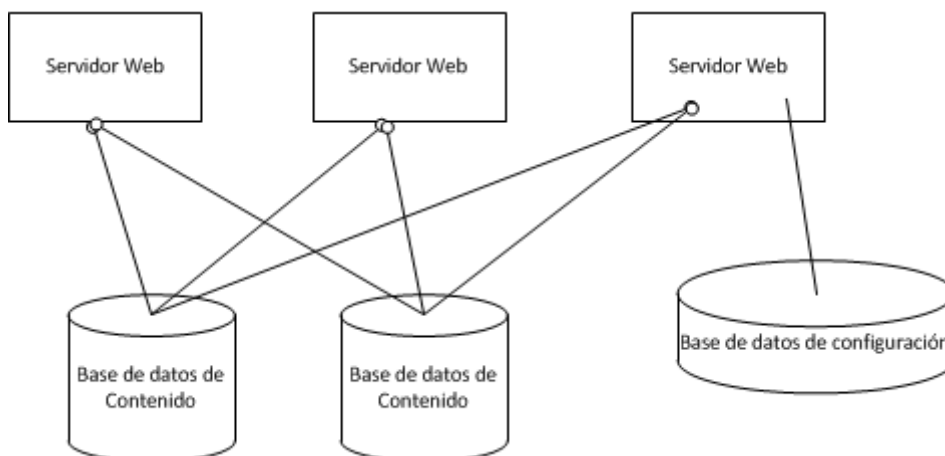 Servidor Web
Servidor Web
Servidor Web
Base de datos de
Contenido
Base de datos de
Contenido
Base de datos de configuración